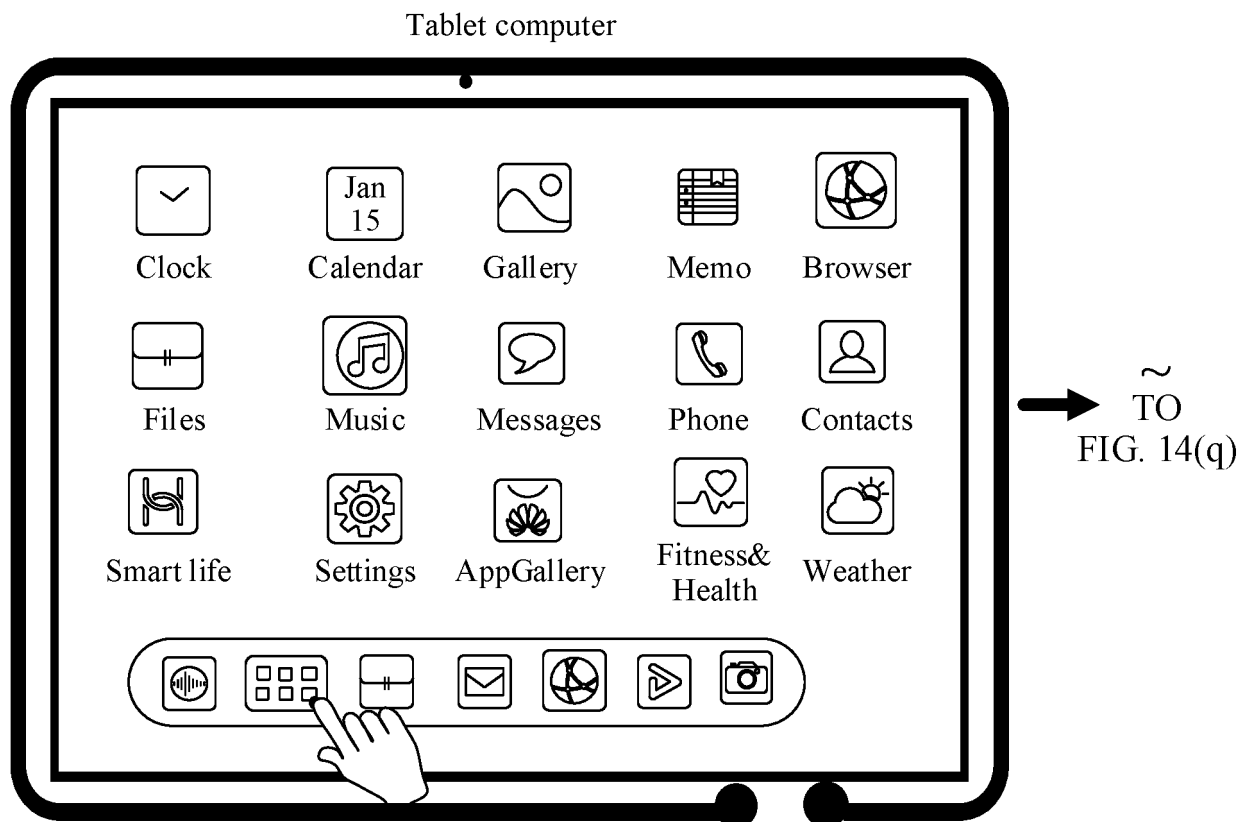 Tablet computer
Jan
15
Clock
Calendar
Gallery
Memo
Browser
Files
Music
Messages
Phone
Contacts
~
TO
FIG. 14(q)
Smart life
Settings
AppGallery
Fitness&
Health
Weather